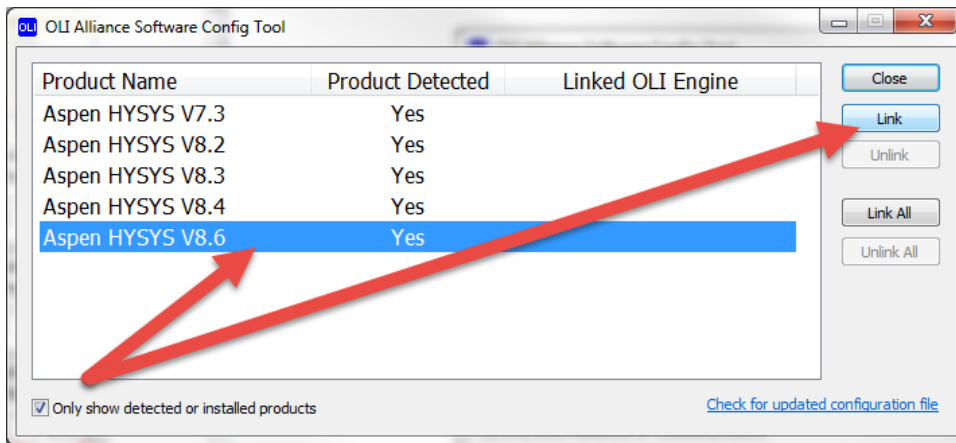 OLI OLI Alliance Software Config Tool
Product Name Product Detected Linked OLI Engine
Aspen HYSYS V7.3 Yes
Aspen HYSYS V8.2 Yes
Aspen HYSYS V8.3 Yes
Aspen HYSYS V8.4 Yes
Aspen HYSYS V8.6 Yes
Close
Link
Unlink
Link All
Unlink All
Only show detected or installed products
Check for updated configuration file